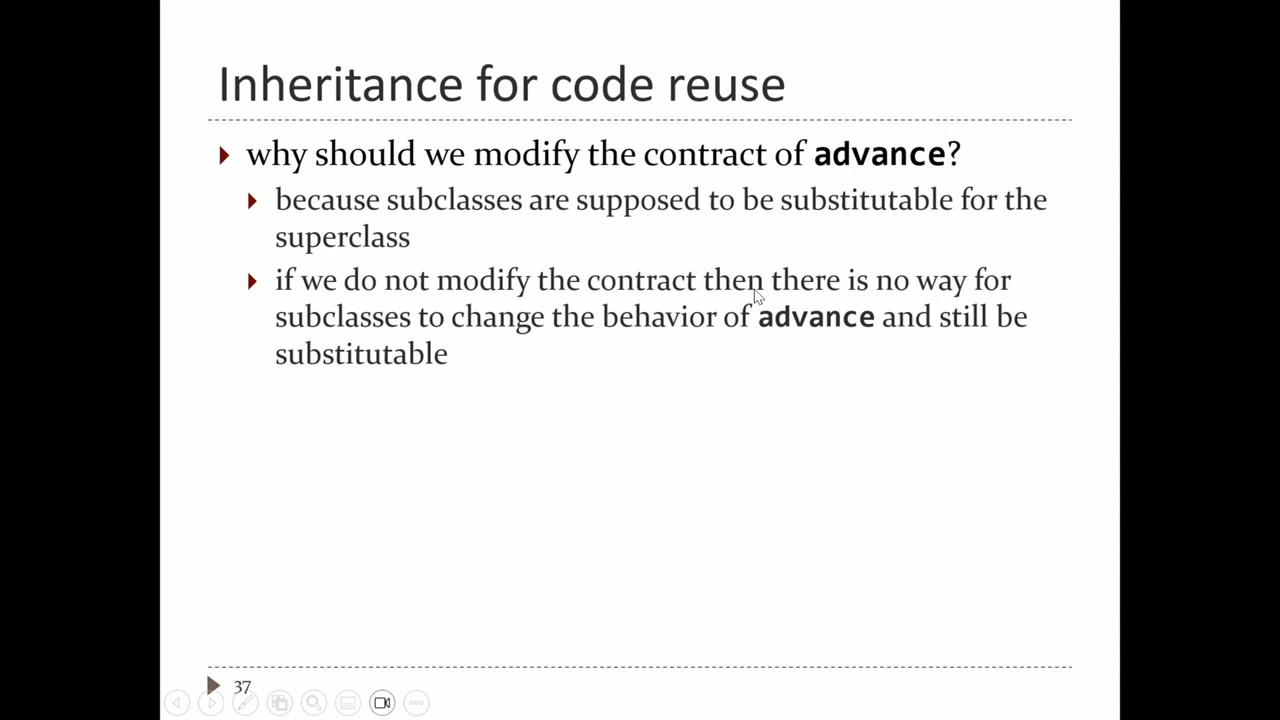 Inheritance for code reuse
why should we modify the contract of advance?
because subclasses are supposed to be substitutable for the
superclass
if we do not modify the contract then there is no way for
subclasses to change the behavior of advance and still be
substitutable
37